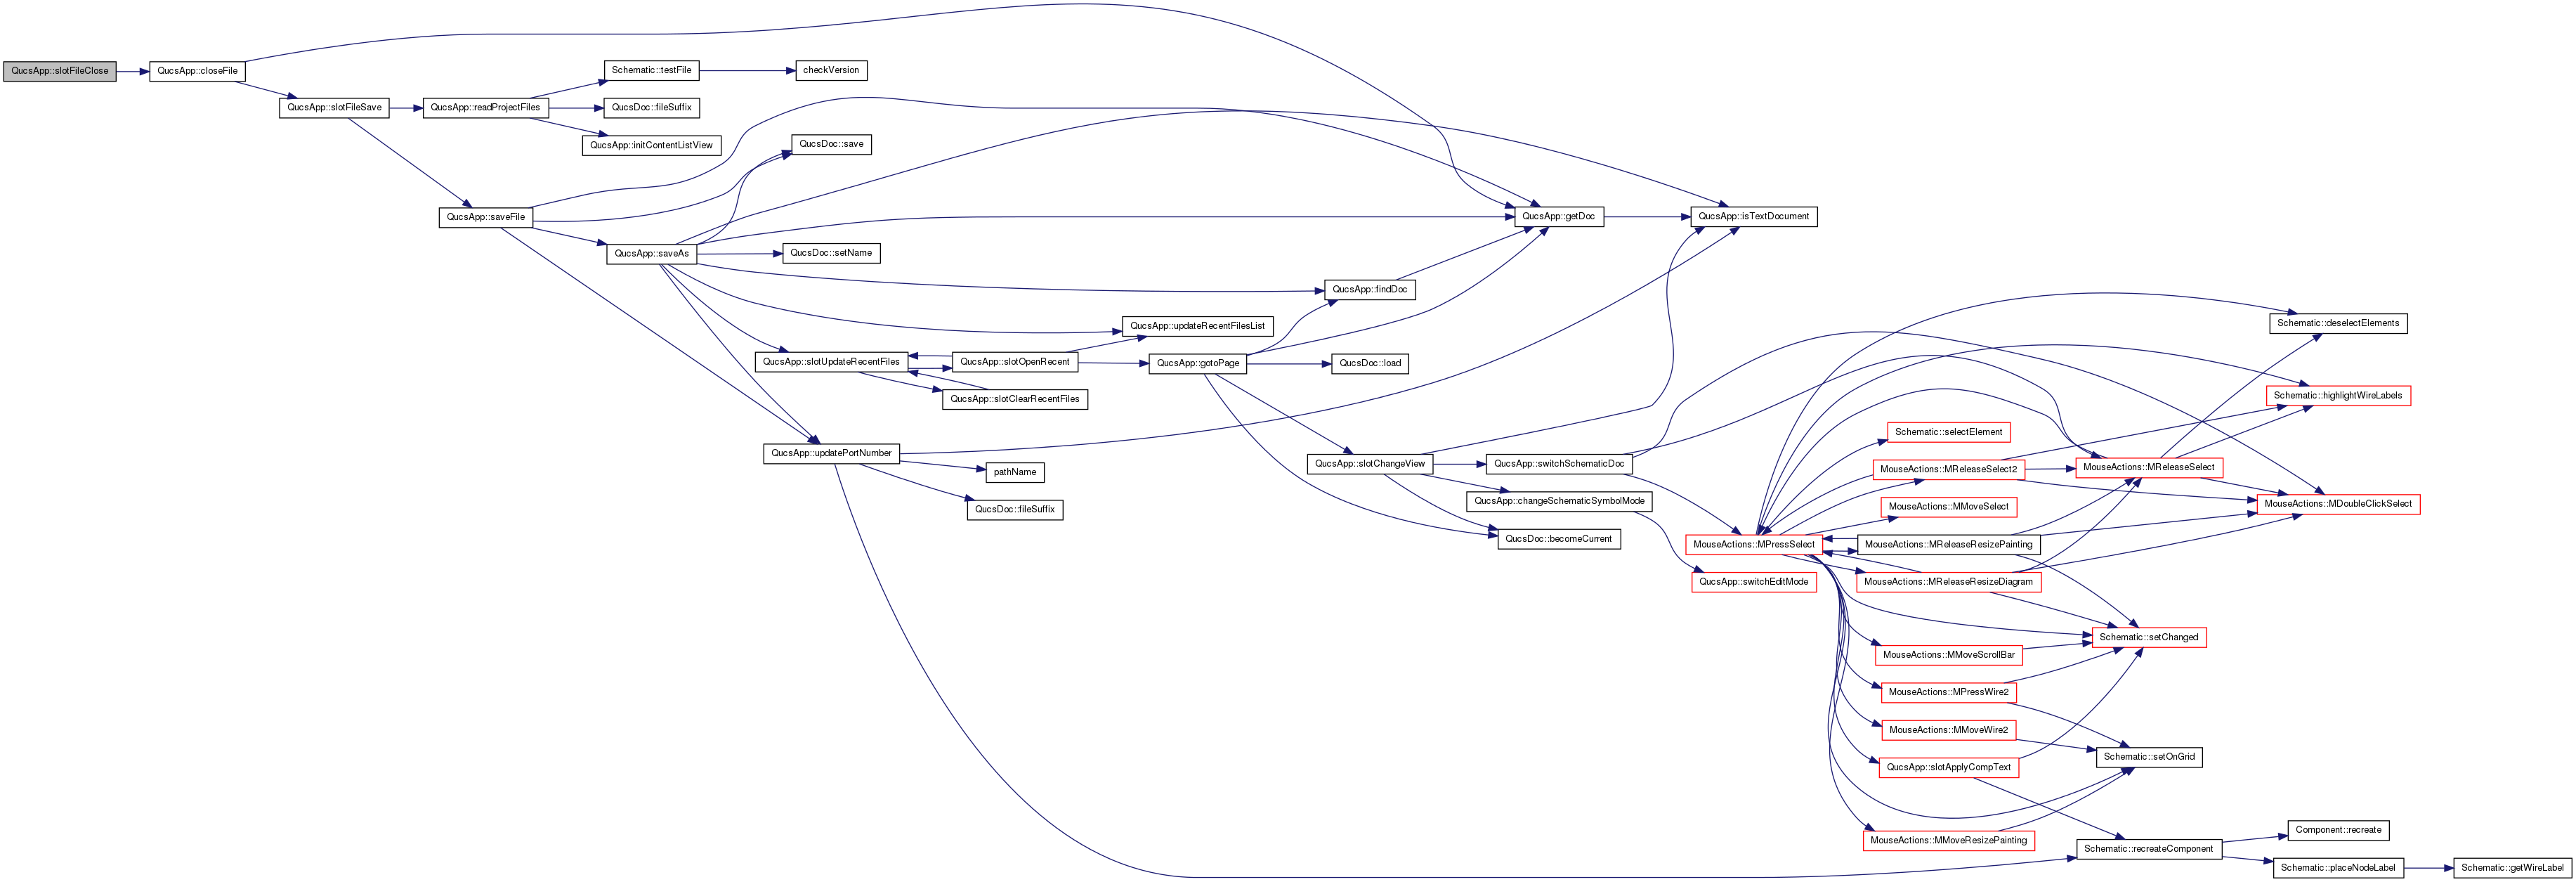 QucsApp::slotFileClose
QucsApp::closeFile
QucsApp::slotFileSave
QucsApp::readProjectFiles
Schematic::testFile
checkVersion
QucsDoc::fileSuffix
QucsApp::initContentListView
QucsApp::saveFile
QucsDoc::save
QucsApp::saveAs
QucsDoc::setName
QucsApp::getDoc
QucsApp::isTextDocument
QucsApp::findDoc
QucsApp::updateRecentFilesList
QucsApp::slotUpdateRecentFiles
QucsApp::slotOpenRecent
QucsApp::slotClearRecentFiles
QucsApp::gotoPage
QucsDoc::load
QucsApp::updatePortNumber
pathName
QucsDoc::fileSuffix
QucsApp::slotChangeView
QucsApp::switchSchematicDoc
QucsApp::changeSchematicSymbolMode
QucsDoc::becomeCurrent
MouseActions::MPressSelect
QucsApp::switchEditMode
Schematic::deselectElements
Schematic::highlightWireLabels
Schematic::selectElement
MouseActions::MReleaseSelect2
MouseActions::MReleaseSelect
MouseActions::MMoveSelect
MouseActions::MDoubleClickSelect
MouseActions::MReleaseResizePainting
MouseActions::MReleaseResizeDiagram
Schematic::setChanged
MouseActions::MMoveScrollBar
MouseActions::MPressWire2
MouseActions::MMoveWire2
Schematic::setOnGrid
QucsApp::slotApplyCompText
MouseActions::MMoveResizePainting
Schematic::recreateComponent
Component::recreate
Schematic::placeNodeLabel
Schematic::getWireLabel